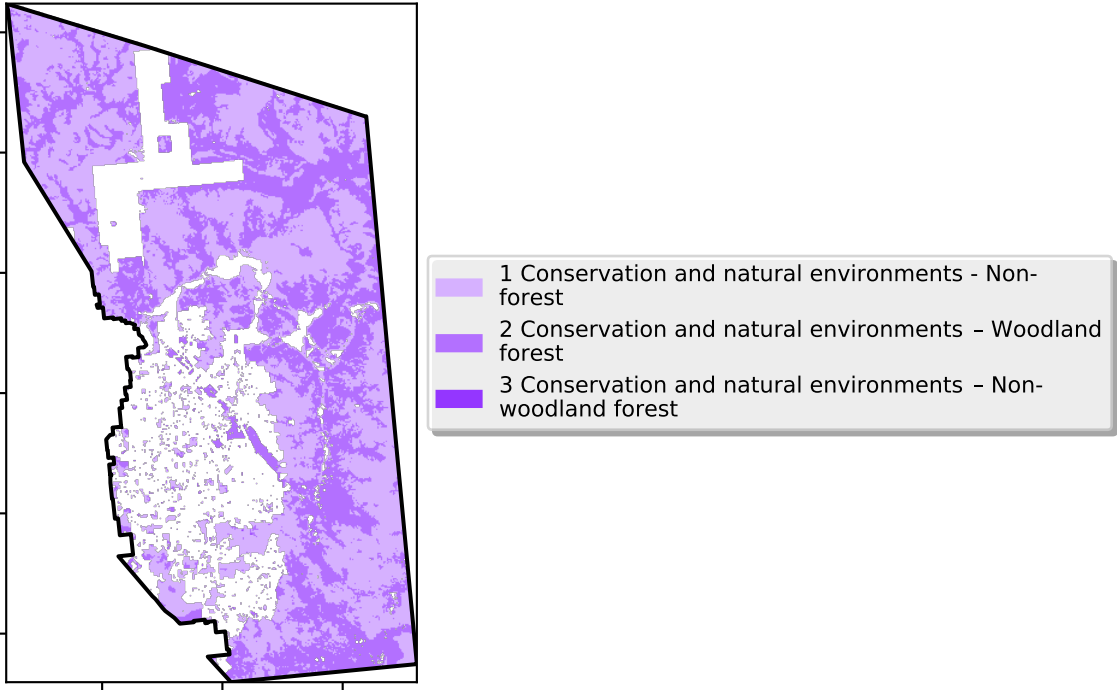 1 Conservation and natural environments - Non-
forest
2 Conservation and natural environments – Woodland
forest
3 Conservation and natural environments – Non-
woodland forest